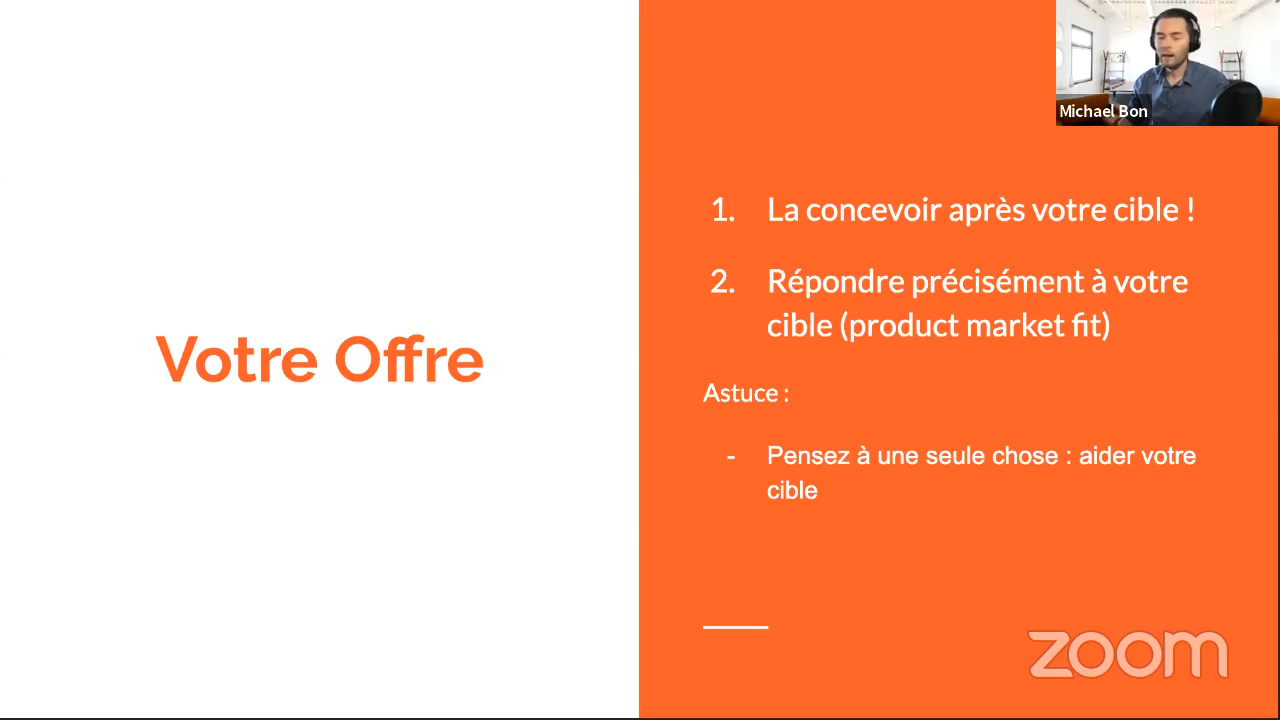 Michael Bon
Votre Offre
1. La concevoir après votre cible !
2. Répondre précisément à votre
cible (product market fit)
Astuce :
- Pensez à une seule chose : aider votre
cible
zoom